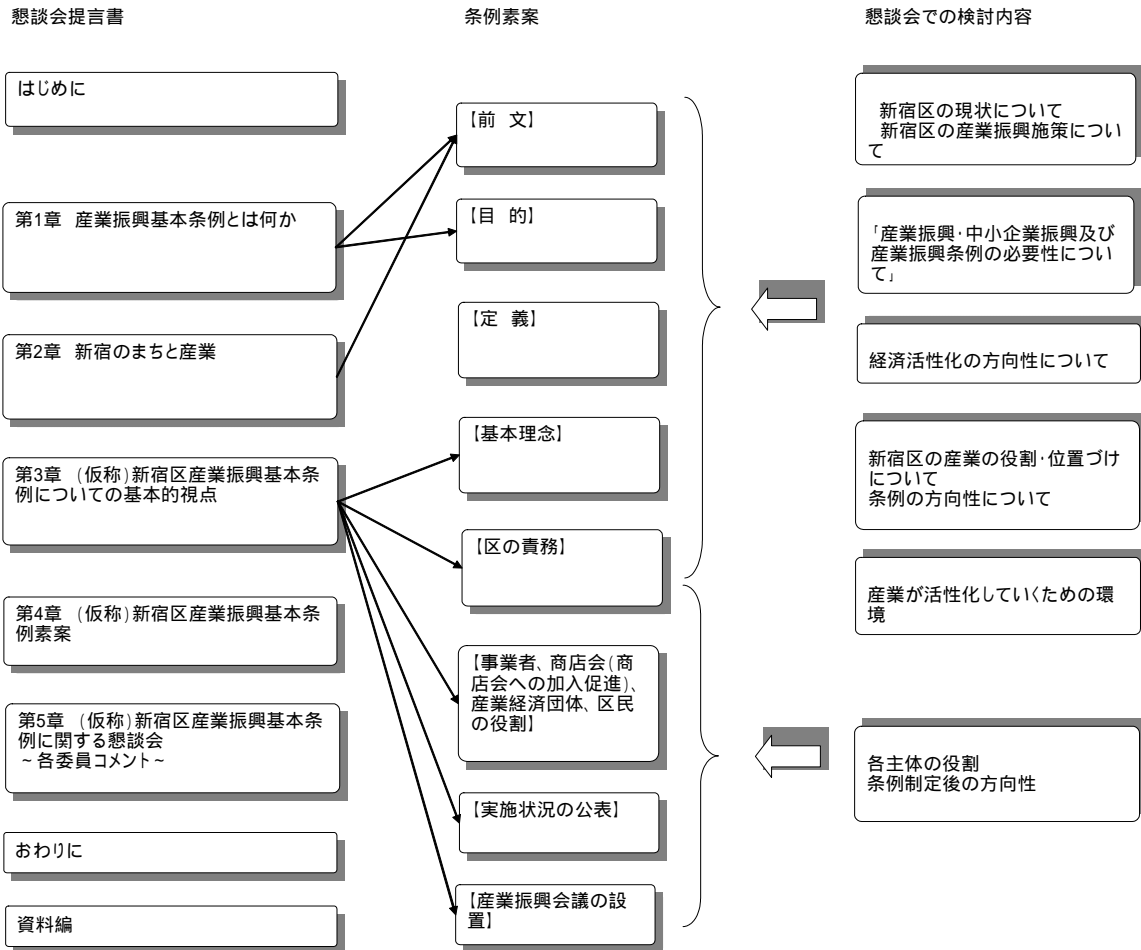 懇談会提言書
はじめに
第1章 産業振興基本条例とは何か
第2章 新宿のまちと産業
第3章 (仮称)新宿区産業振興基本条
例についての基本的視点
第4章 (仮称)新宿区産業振興基本条
例素案
第5章 (仮称)新宿区産業振興基本条
例に関する懇談会
~各委員コメント~
おわりに
資料編
条例素案
【前 文】
【目 的】
【定 義】
【基本理念】
【区の責務】
【事業者、商店会(商
店会への加入促進)、
産業経済団体、区民
の役割】
【実施状況の公表】
【産業振興会議の設
置】
懇談会での検討内容
新宿区の現状について
新宿区の産業振興施策につい
て
「産業振興・中小企業振興及び
産業振興条例の必要性につい
て」
経済活性化の方向性について
新宿区の産業の役割・位置づけ
について
条例の方向性について
産業が活性化していくための環
境
各主体の役割
条例制定後の方向性